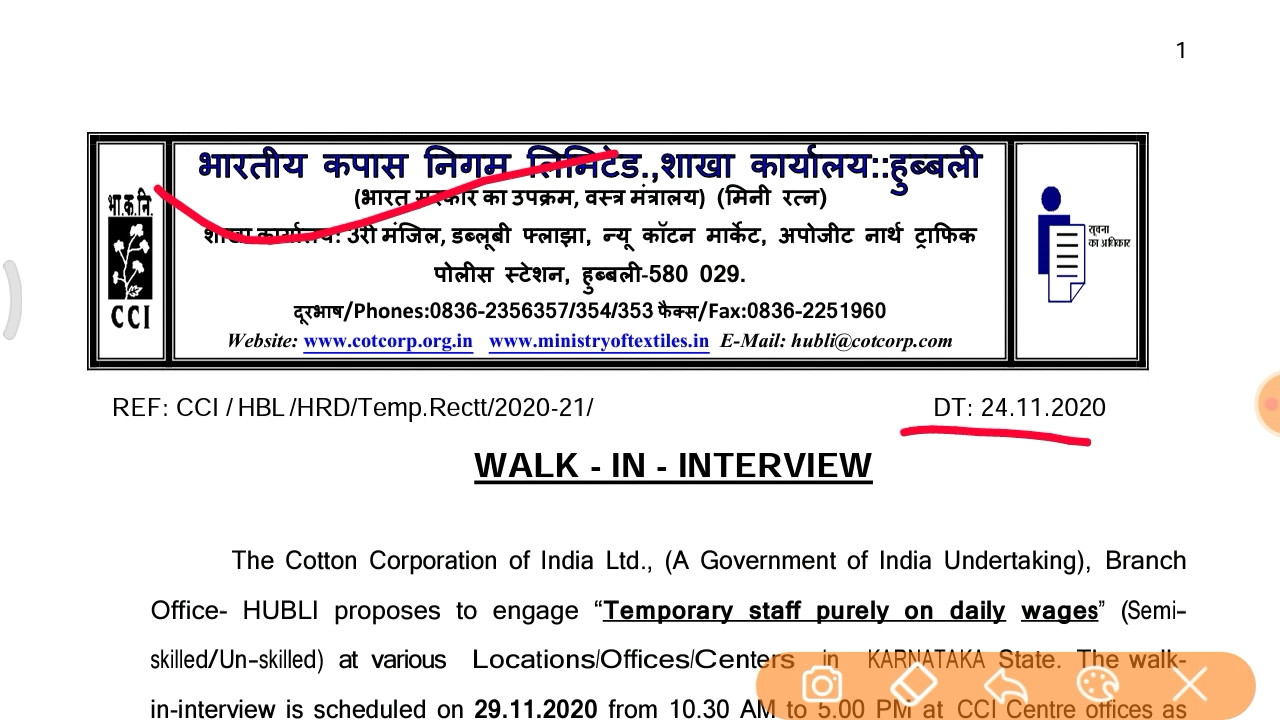 1
भारतीय कपास निगम लिमिटेड.,शाखा कार्यालय::हुब्बली
(भारत सरकार का उपक्रम, वस्त्र मंत्रालय) (मिनी रत्न)
शाखा कार्यालय: 3री मंजिल, डब्लूबी फ्लाझा, न्यू कॉटन मार्केट, अपोजीट नार्थ ट्राफिक
पोलीस स्टेशन, हुब्बली-580 029.
दूरभाष/Phones:0836-2356357/354/353 फैक्स/Fax:0836-2251960
Website: www.cotcorp.org.in www.ministryoftextiles.in E-Mail: hubli@cotcorp.com
भा.क.नि.
CCI
सूचना
का अधिकार
REF: CCI / HBL /HRD/Temp.Rectt/2020-21/ DT: 24.11.2020
WALK - IN - INTERVIEW
The Cotton Corporation of India Ltd., (A Government of India Undertaking), Branch
Office- HUBLI proposes to engage “Temporary staff purely on daily wages” (Semi-
skilled/Un-skilled) at various Locations/Offices/Centers in KARNATAKA State. The walk-
in-interview is scheduled on 29.11.2020 from 10.30 AM to 5.00 PM at CCI Centre offices as